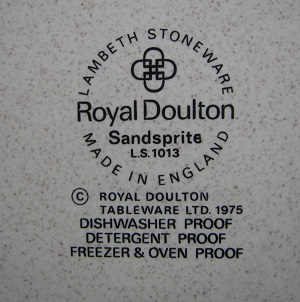 LAMBETH STONEWARE
Royal Doulton
Sandsprite
L.S.1013
MADE IN ENGLAND
© ROYAL DOULTON
TABLEWARE LTD. 1975
DISHWASHER PROOF
DETERGENT PROOF
FREEZER & OVEN PROOF